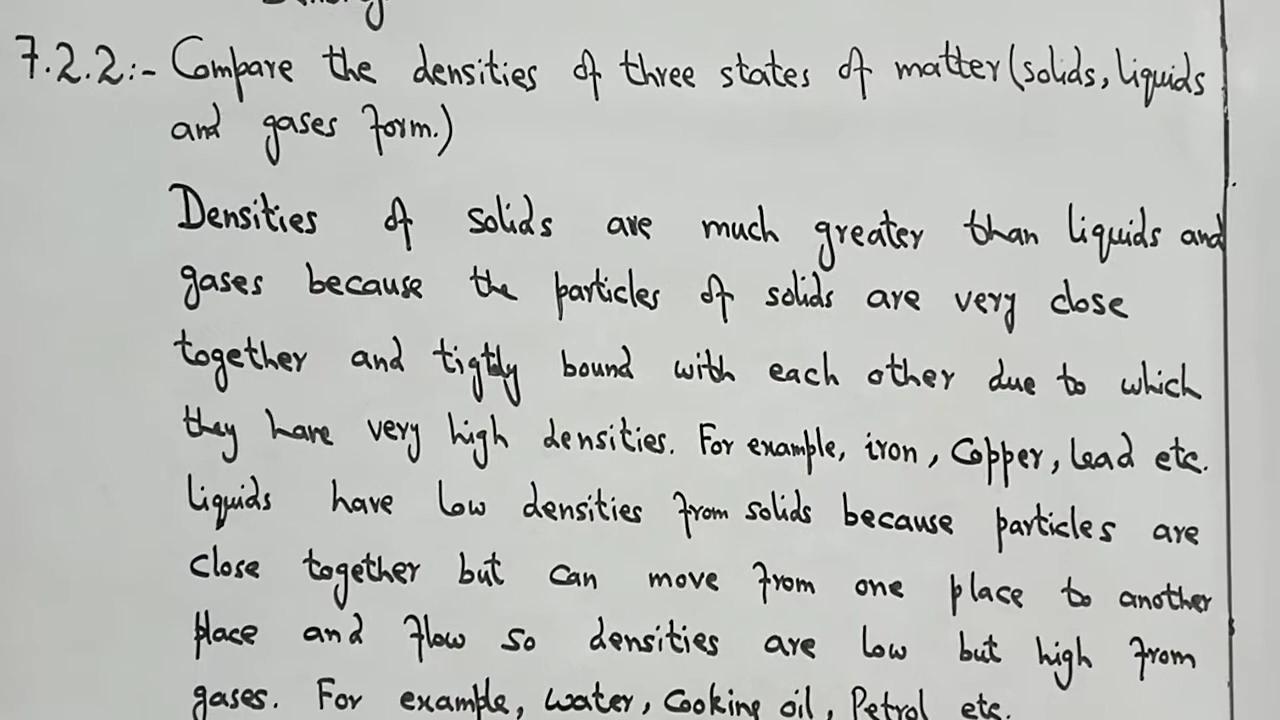 7.2.2:- Compare the densities of three states of matter (solids, liquids
and gases form.)
Densities of solids are much greater than liquids and
gases because the particles of solids are very close
together and tigtly bound with each other due to which
they have very high densities. For example, iron, Copper, lead etc.
liquids have low densities from solids because particles are
close together but can move from one place to another
place and flow so densities are low but high from
gases. For example, water, Cooking oil, Petrol etc.